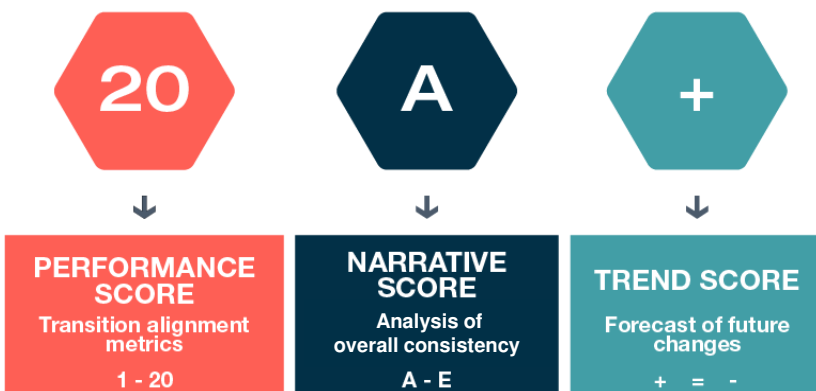 20
A
+
PERFORMANCE
SCORE
Transition alignment
metrics
1 - 20
NARRATIVE
SCORE
Analysis of
overall consistency
A - E
TREND SCORE
Forecast of future
changes
+ = -